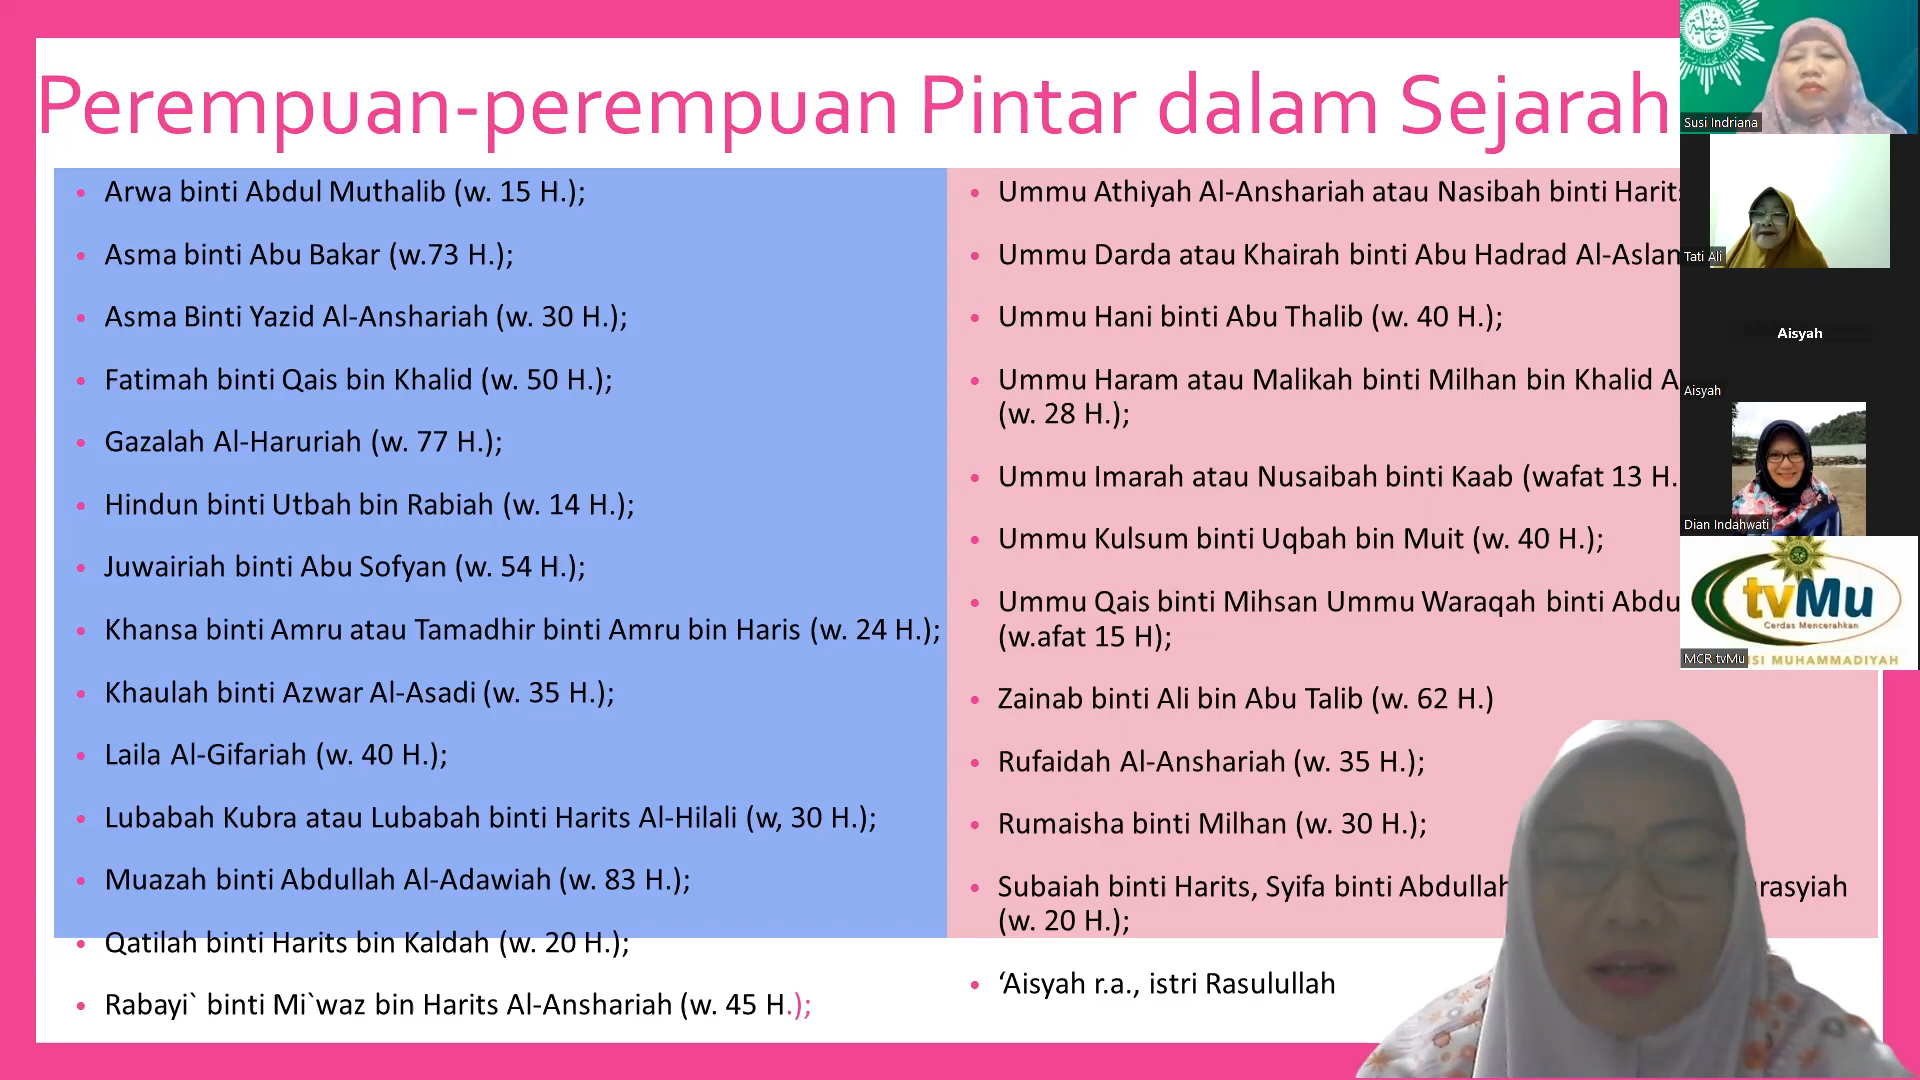 Perempuan-perempuan Pintar dalam Sejarah
• Arwa binti Abdul Muthalib (w. 15 H.);
• Asma binti Abu Bakar (w.73 H.);
• Asma Binti Yazid Al-Anshariah (w. 30 H.);
• Fatimah binti Qais bin Khalid (w. 50 H.);
• Gazalah Al-Haruriah (w. 77 H.);
• Hindun binti Utbah bin Rabiah (w. 14 H.);
• Juwairiah binti Abu Sofyan (w. 54 H.);
• Khansa binti Amru atau Tamadhir binti Amru bin Haris (w. 24 H.);
• Khaulah binti Azwar Al-Asadi (w. 35 H.);
• Laila Al-Gifariah (w. 40 H.);
• Lubabah Kubra atau Lubabah binti Harits Al-Hilali (w, 30 H.);
• Muazah binti Abdullah Al-Adawiah (w. 83 H.);
• Qatilah binti Harits bin Kaldah (w. 20 H.);
• Rabayi` binti Mi`waz bin Harits Al-Anshariah (w. 45 H.);
• Ummu Athiyah Al-Anshariah atau Nasibah binti Harits
• Ummu Darda atau Khairah binti Abu Hadrad
• Ummu Hani binti Abu Thalib (w. 40 H.);
• Ummu Haram atau Malikah binti Milhan bin Khalid
(w. 28 H.);
• Ummu Imarah atau Nusaibah binti Kaab (wafat 13 H.
• Ummu Kulsum binti Uqbah bin Muit (w. 40 H.);
• Ummu Qais binti Mihsan Ummu Waraqah binti
(w.afat 15 H);
• Zainab binti Ali bin Abu Talib (w. 62 H.)
• Rufaidah Al-Anshariah (w. 35 H.);
• Rumaisha binti Milhan (w. 30 H.);
• Subaiah binti Harits, Syifa binti Abdullah
(w. 20 H.);
• ‘Aisyah r.a., istri Rasulullah
Susi Indriana
Tati Ali
Aisyah
Aisyah
Dian Indahwati
tvMu
Cerdas Mencerahkan
SI MUHAMMADIYAH
MCR tvMu